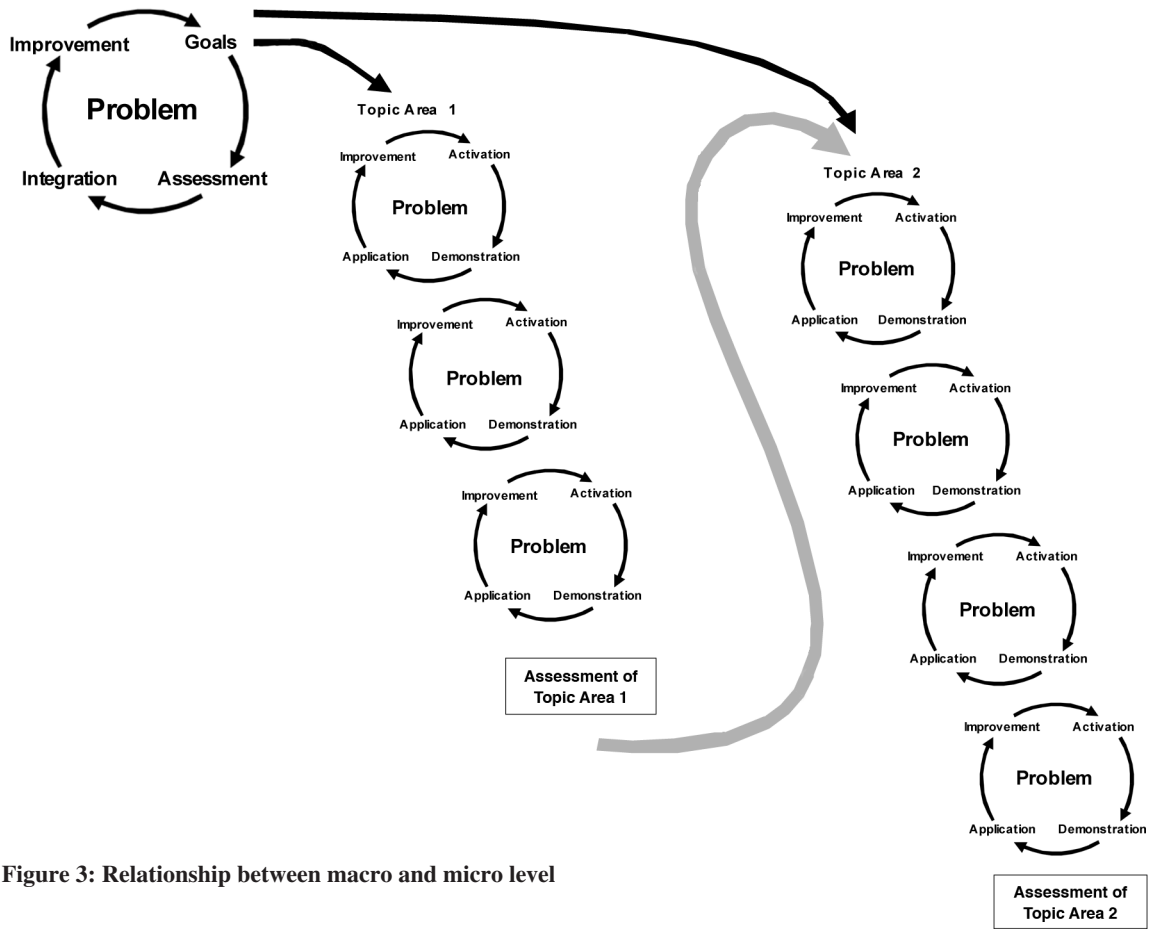 Improvement
Goals
Problem
Integration
Assessment
Topic Area 1
Improvement
Activation
Problem
Application
Demonstration
Improvement
Activation
Problem
Application
Demonstration
Improvement
Activation
Problem
Application
Demonstration
Assessment of
Topic Area 1
Topic Area 2
Improvement
Activation
Problem
Application
Demonstration
Improvement
Activation
Problem
Application
Demonstration
Improvement
Activation
Problem
Application
Demonstration
Improvement
Activation
Problem
Application
Demonstration
Assessment of
Topic Area 2
Figure 3: Relationship between macro and micro level